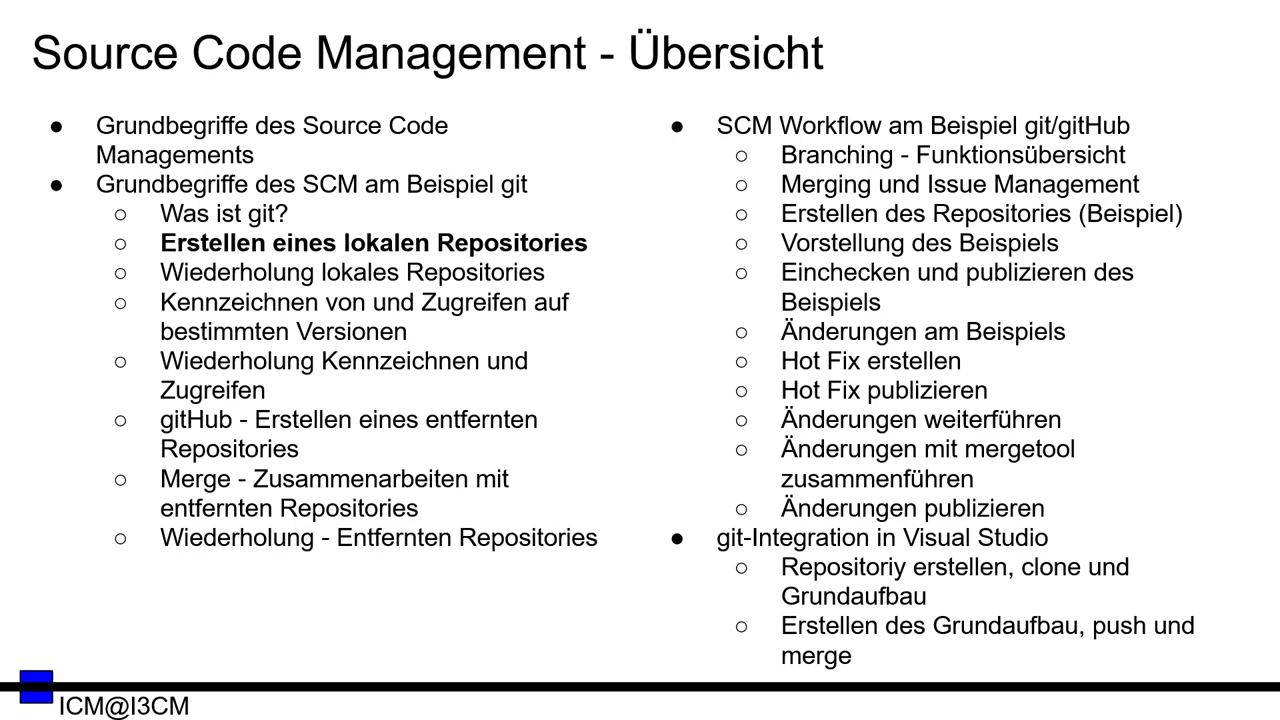 Source Code Management - Übersicht
● Grundbegriffe des Source Code
Managements
● Grundbegriffe des SCM am Beispiel git
○ Was ist git?
○ Erstellen eines lokalen Repositories
○ Wiederholung lokales Repositories
○ Kennzeichnen von und Zugreifen auf
bestimmten Versionen
○ Wiederholung Kennzeichnen und
Zugreifen
○ gitHub - Erstellen eines entfernten
Repositories
○ Merge - Zusammenarbeiten mit
entfernten Repositories
○ Wiederholung - Entfernten Repositories
● SCM Workflow am Beispiel git/gitHub
○ Branching - Funktionsübersicht
○ Merging und Issue Management
○ Erstellen des Repositories (Beispiel)
○ Vorstellung des Beispiels
○ Einchecken und publizieren des
Beispiels
○ Änderungen am Beispiels
○ Hot Fix erstellen
○ Hot Fix publizieren
○ Änderungen weiterführen
○ Änderungen mit mergetool
zusammenführen
○ Änderungen publizieren
● git-Integration in Visual Studio
○ Repositoriy erstellen, clone und
Grundaufbau
○ Erstellen des Grundaufbau, push und
merge
ICM@I3CM